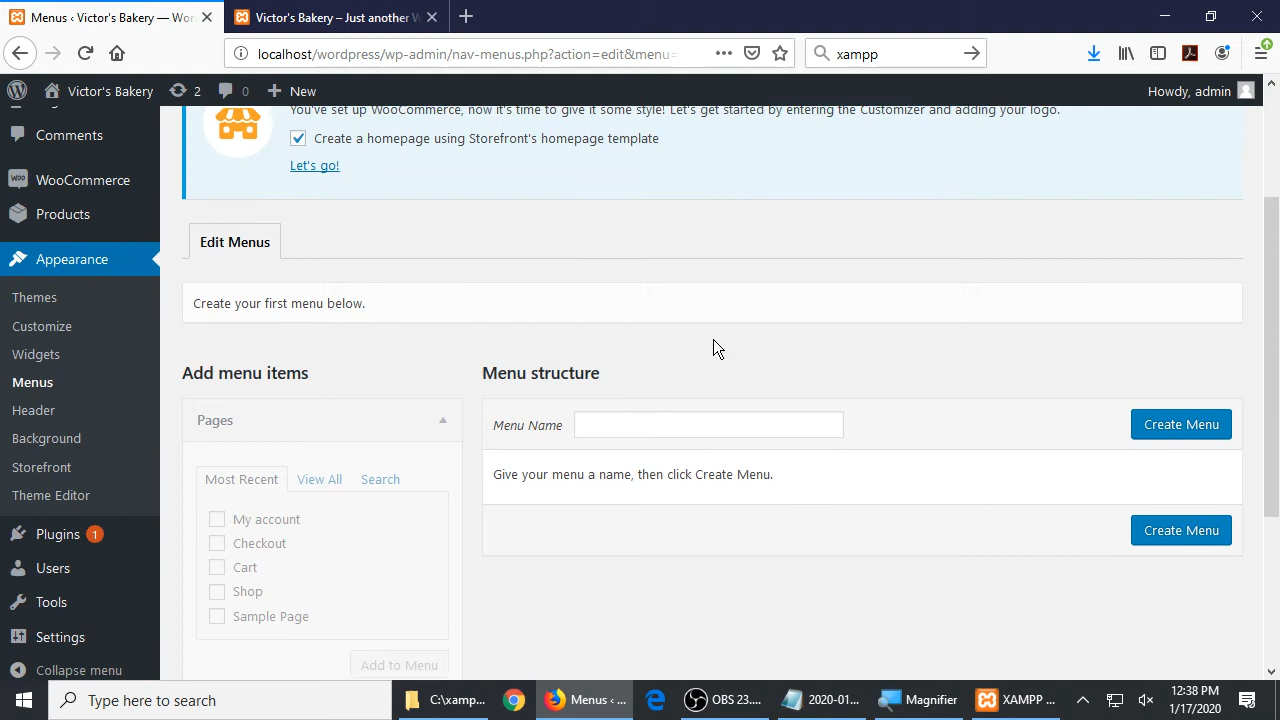 Menus ‹ Victor's Bakery — Wor
Victor's Bakery – Just another W
localhost/wordpress/wp-admin/nav-menus.php?action=edit&menu=
xampp
Victor's Bakery
2
0
New
Howdy, admin
You've set up WooCommerce, now it's time to give it some style! Let's get started by entering the Customizer and adding your logo.
Create a homepage using Storefront's homepage template
Let's go!
Comments
WooCommerce
Products
Appearance
Themes
Customize
Widgets
Menus
Header
Background
Storefront
Theme Editor
Plugins 1
Users
Tools
Settings
Collapse menu
Edit Menus
Create your first menu below.
Add menu items
Pages
Most Recent
View All
Search
My account
Checkout
Cart
Shop
Sample Page
Add to Menu
Menu structure
Menu Name
Create Menu
Give your menu a name, then click Create Menu.
Create Menu
Type here to search
C:\xamp...
Menus ‹ ...
OBS 23....
2020-01...
Magnifier
XAMPP ...
12:38 PM
1/17/2020